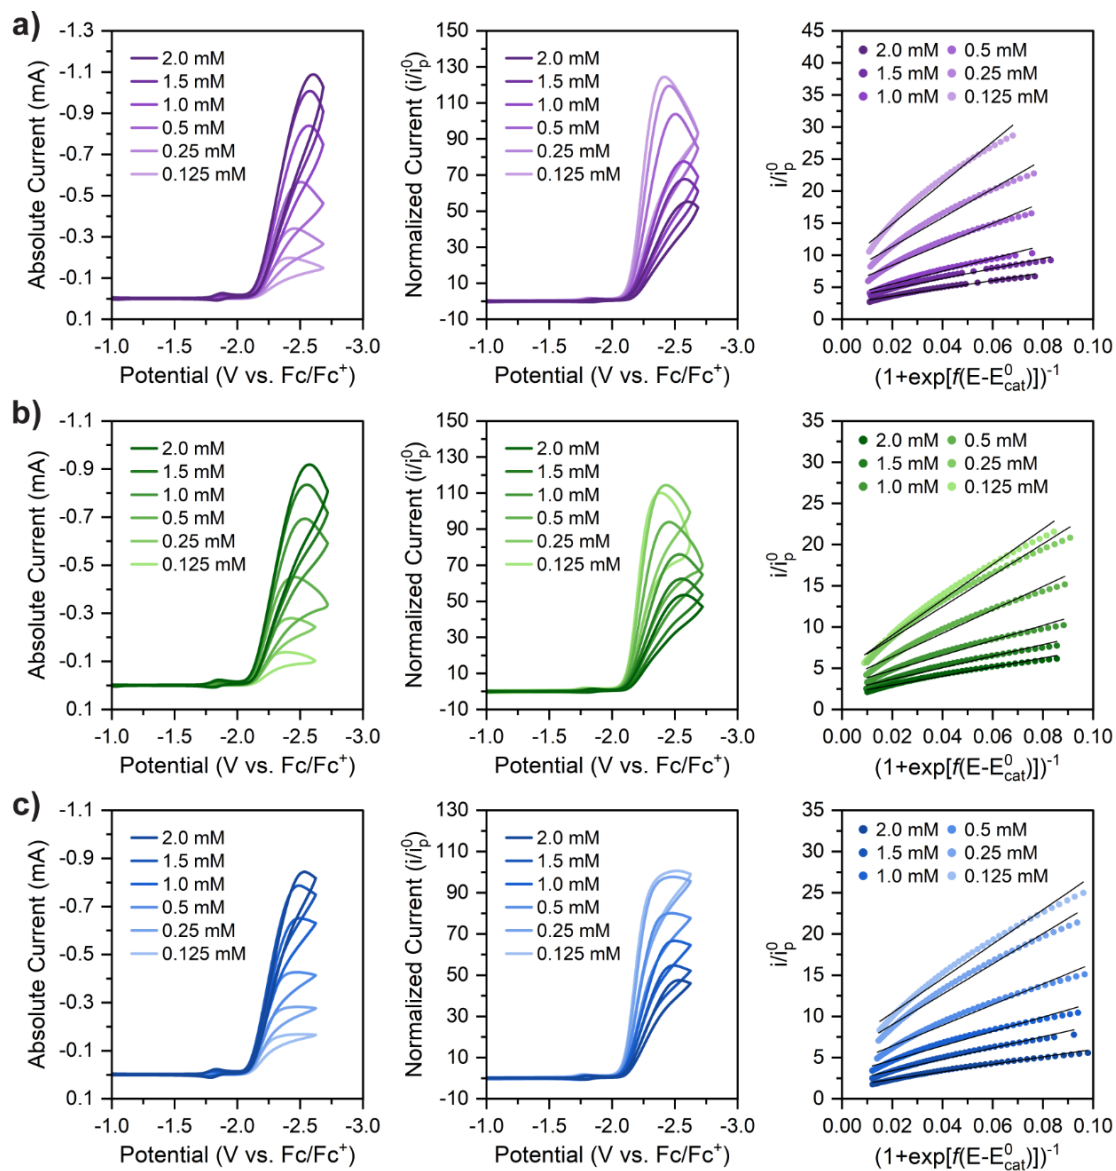 a)
Absolute Current (mA)
-1.3
-1.1
-0.9
-0.7
-0.5
-0.3
-0.1
0.1
2.0 mM
1.5 mM
1.0 mM
0.5 mM
0.25 mM
0.125 mM
-1.0 -1.5 -2.0 -2.5 -3.0
Potential (V vs. Fc/Fc⁺)
Normalized Current (i/i⁰ₚ)
150
130
110
90
70
50
30
10
-10
2.0 mM
1.5 mM
1.0 mM
0.5 mM
0.25 mM
0.125 mM
-1.0 -1.5 -2.0 -2.5 -3.0
Potential (V vs. Fc/Fc⁺)
i/i⁰ₚ
45
40
35
30
25
20
15
10
5
0
2.0 mM 0.5 mM
1.5 mM 0.25 mM
1.0 mM 0.125 mM
0.00 0.02 0.04 0.06 0.08 0.10
(1+exp[f(E-E⁰cat)])⁻¹
b)
Absolute Current (mA)
-1.1
-0.9
-0.7
-0.5
-0.3
-0.1
0.1
2.0 mM
1.5 mM
1.0 mM
0.5 mM
0.25 mM
0.125 mM
-1.0 -1.5 -2.0 -2.5 -3.0
Potential (V vs. Fc/Fc⁺)
Normalized Current (i/i⁰ₚ)
150
130
110
90
70
50
30
10
-10
2.0 mM
1.5 mM
1.0 mM
0.5 mM
0.25 mM
0.125 mM
-1.0 -1.5 -2.0 -2.5 -3.0
Potential (V vs. Fc/Fc⁺)
i/i⁰ₚ
35
30
25
20
15
10
5
0
2.0 mM 0.5 mM
1.5 mM 0.25 mM
1.0 mM 0.125 mM
0.00 0.02 0.04 0.06 0.08 0.10
(1+exp[f(E-E⁰cat)])⁻¹
c)
Absolute Current (mA)
-1.1
-0.9
-0.7
-0.5
-0.3
-0.1
0.1
2.0 mM
1.5 mM
1.0 mM
0.5 mM
0.25 mM
0.125 mM
-1.0 -1.5 -2.0 -2.5 -3.0
Potential (V vs. Fc/Fc⁺)
Normalized Current (i/i⁰ₚ)
130
110
90
70
50
30
10
-10
2.0 mM
1.5 mM
1.0 mM
0.5 mM
0.25 mM
0.125 mM
-1.0 -1.5 -2.0 -2.5 -3.0
Potential (V vs. Fc/Fc⁺)
i/i⁰ₚ
35
30
25
20
15
10
5
0
2.0 mM 0.5 mM
1.5 mM 0.25 mM
1.0 mM 0.125 mM
0.00 0.02 0.04 0.06 0.08 0.10
(1+exp[f(E-E⁰cat)])⁻¹